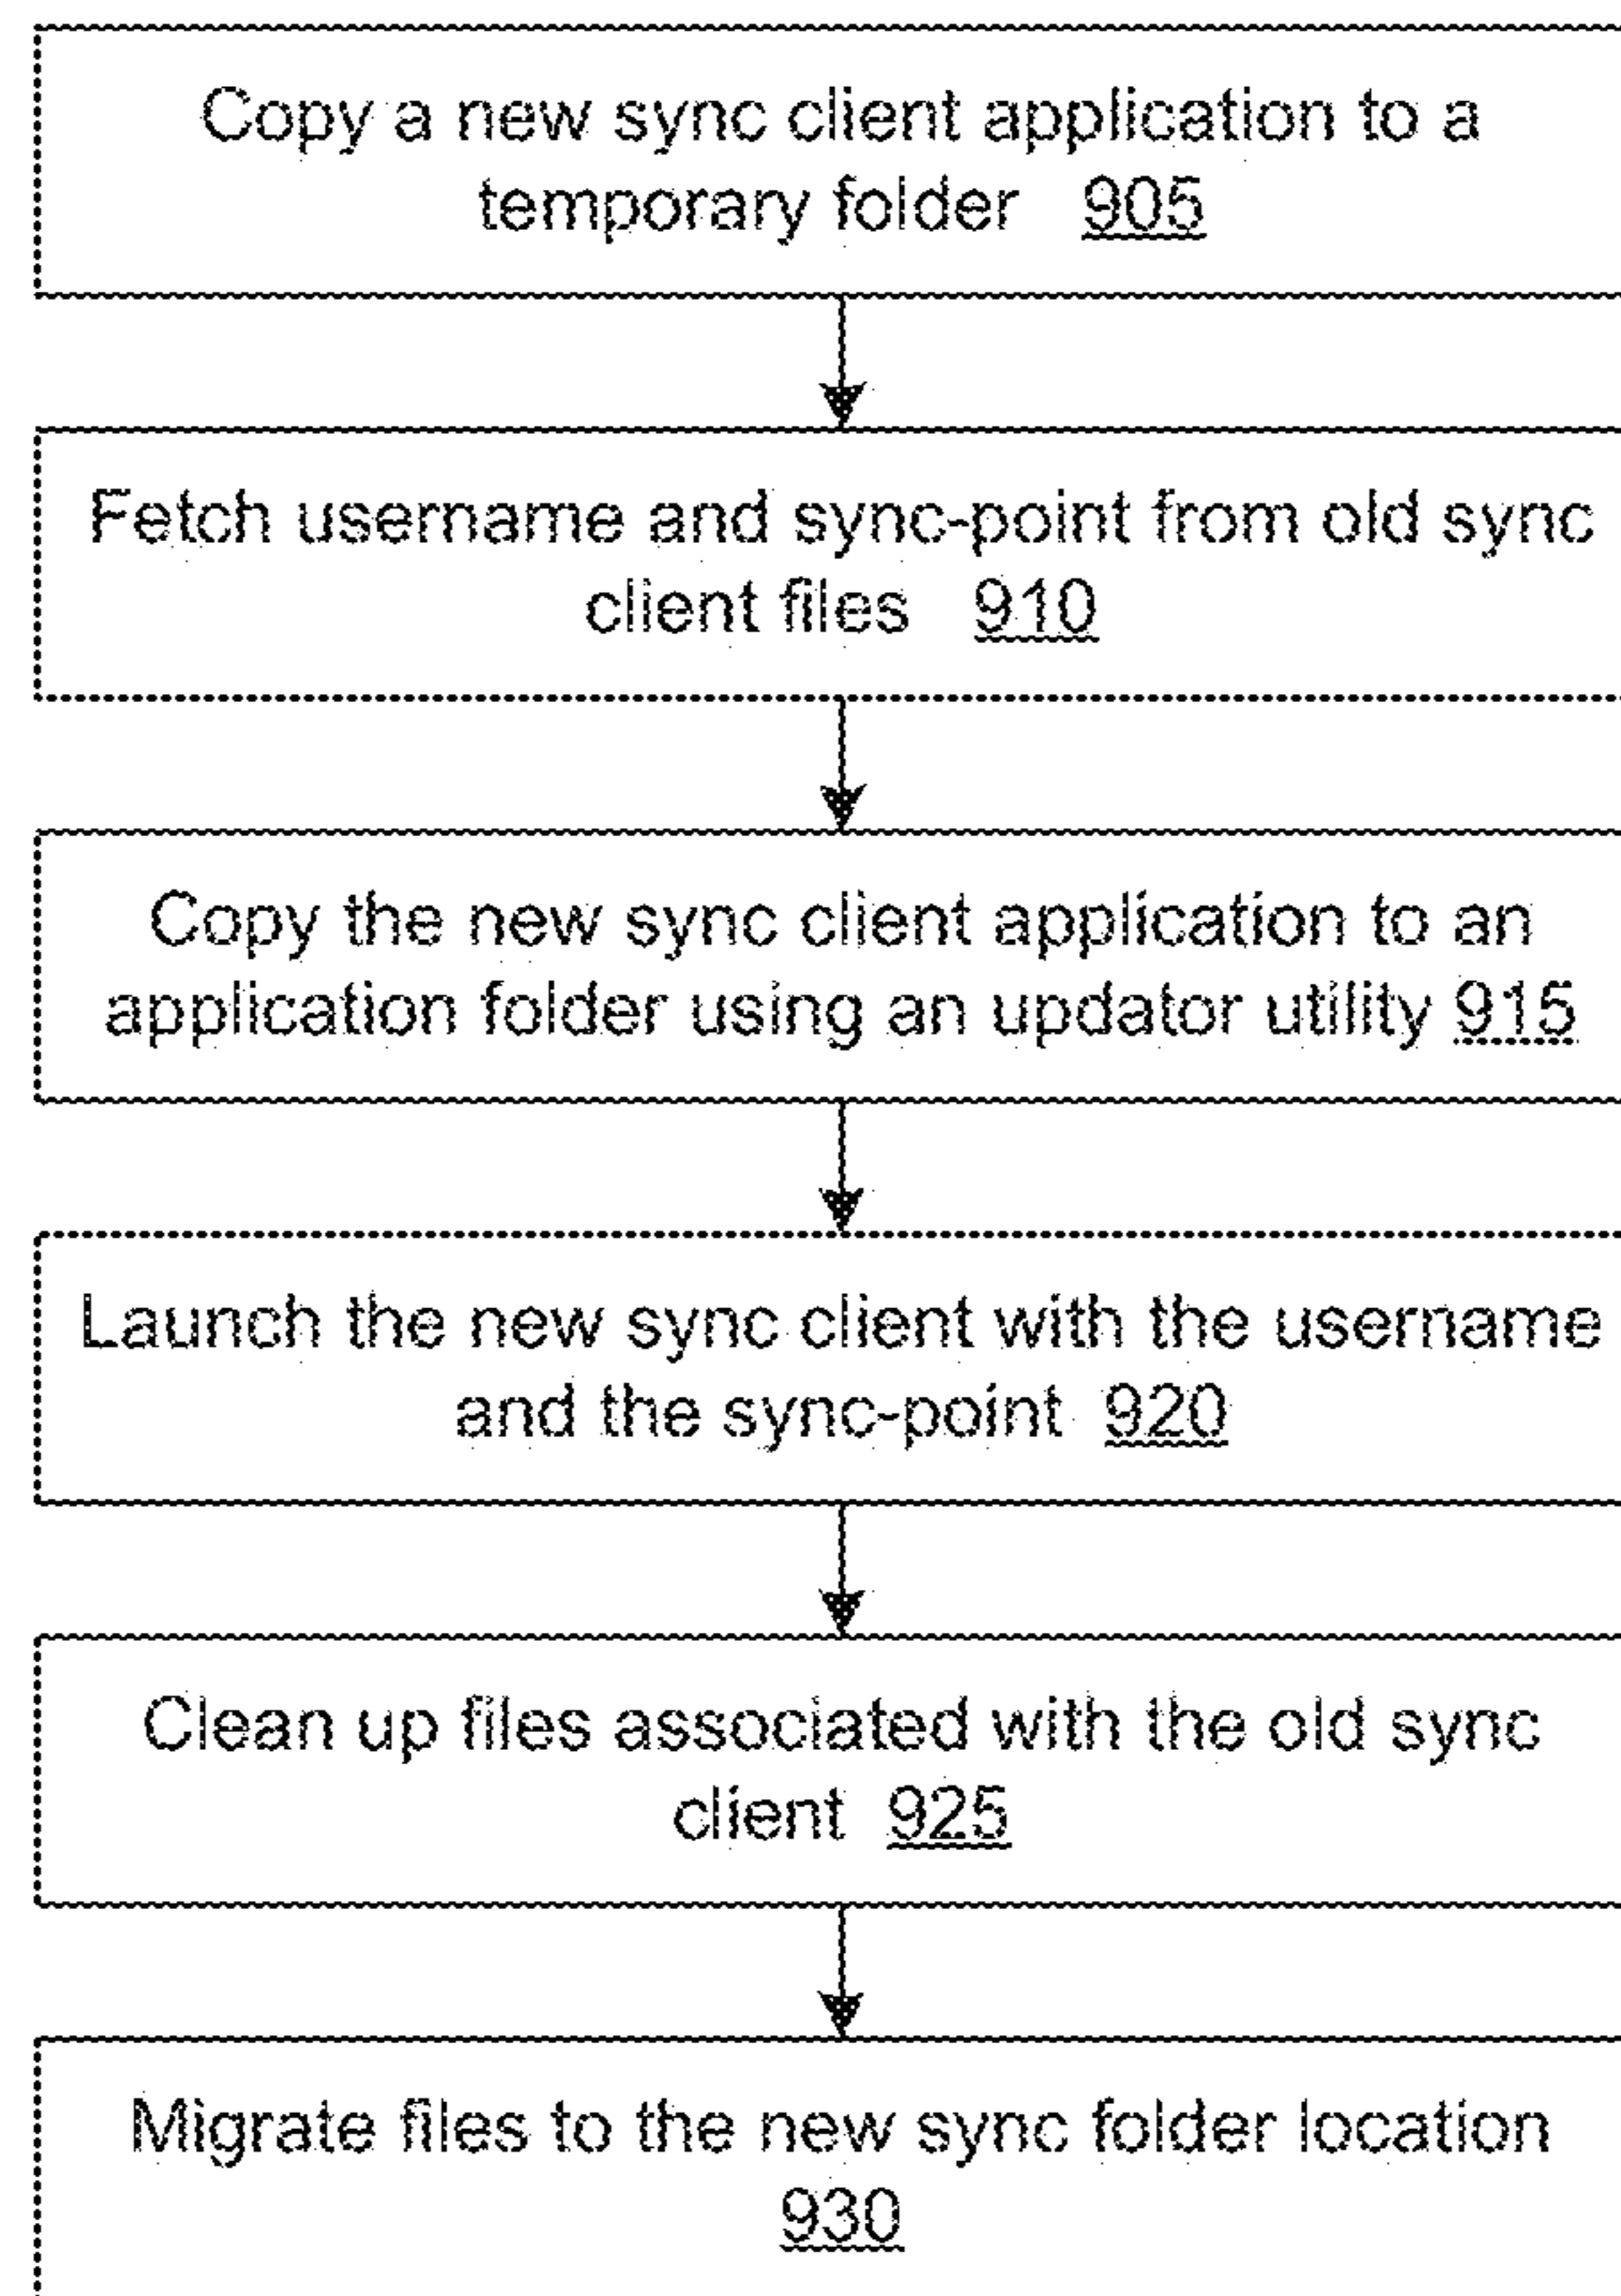 Copy a new sync client application to a
temporary folder 905
Fetch username and sync-point from old sync
client files 910
Copy the new sync client application to an
application folder using an updator utility 915
Launch the new sync client with the username
and the sync-point 920
Clean up files associated with the old sync
client 925
Migrate files to the new sync folder location
930